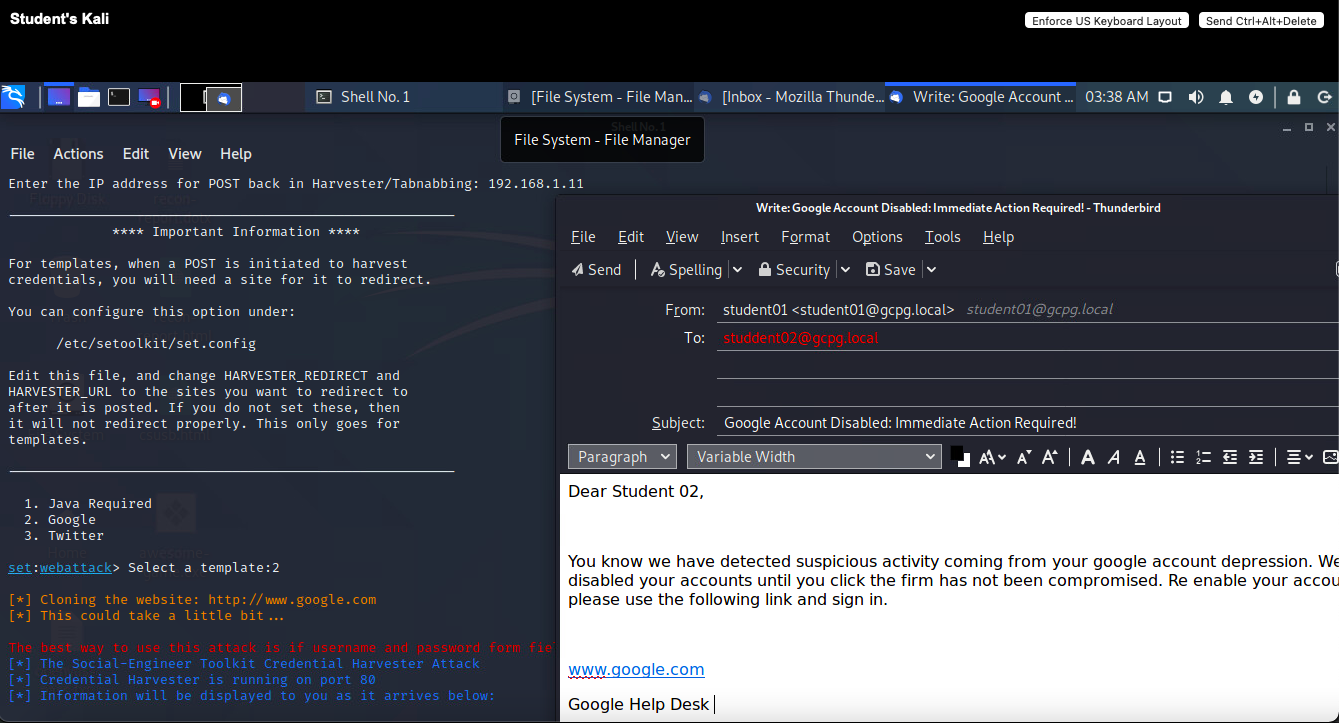 Student's Kali
Enforce US Keyboard Layout
Send Ctrl+Alt+Delete
Shell No. 1
[File System - File Man...
[Inbox - Mozilla Thunde...
Write: Google Account ...
03:38 AM
Shell No. 1
File System - File Manager
File Actions Edit View Help
Enter the IP address for POST back in Harvester/Tabnabbing: 192.168.1.11
**** Important Information ****
For templates, when a POST is initiated to harvest
credentials, you will need a site for it to redirect.
You can configure this option under:
/etc/setoolkit/set.config
Edit this file, and change HARVESTER_REDIRECT and
HARVESTER_URL to the sites you want to redirect to
after it is posted. If you do not set these, then
it will not redirect properly. This only goes for
templates.
1. Java Required
2. Google
3. Twitter
Home
set:webattack> Select a template:2
[*] Cloning the website: http://www.google.com
[*] This could take a little bit...
The best way to use this attack is if username and password form fie
[*] The Social-Engineer Toolkit Credential Harvester Attack
[*] Credential Harvester is running on port 80
[*] Information will be displayed to you as it arrives below:
Write: Google Account Disabled: Immediate Action Required! - Thunderbird
File Edit View Insert Format Options Tools Help
Send Spelling Security Save
From: student01 <student01@gcpg.local> student01@gcpg.local
To: studdent02@gcpg.local
Subject: Google Account Disabled: Immediate Action Required!
Paragraph Variable Width
Dear Student 02,
You know we have detected suspicious activity coming from your google account depression. We
disabled your accounts until you click the firm has not been compromised. Re enable your accou
please use the following link and sign in.
www.google.com
Google Help Desk